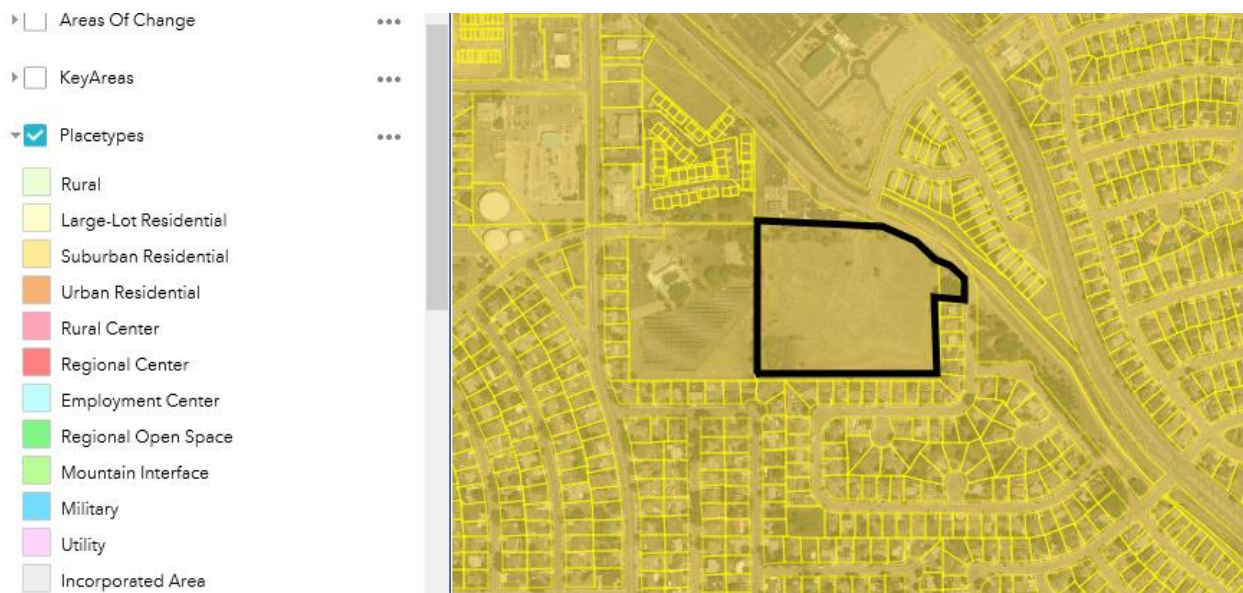 Areas Of Change
KeyAreas
Placetypes
Rural
Large-Lot Residential
Suburban Residential
Urban Residential
Rural Center
Regional Center
Employment Center
Regional Open Space
Mountain Interface
Military
Utility
Incorporated Area